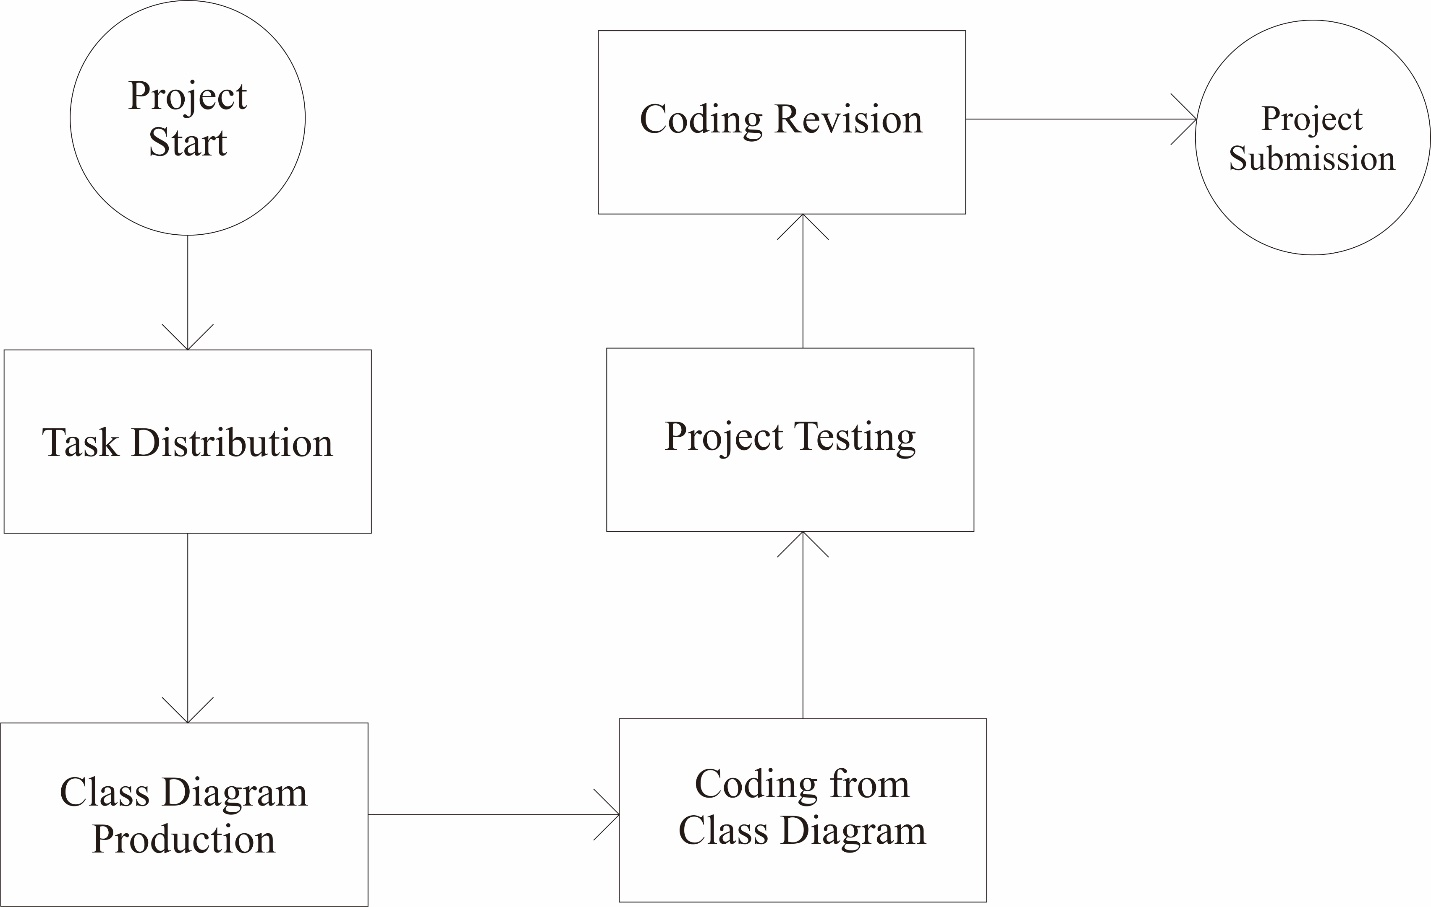 Project
Start
Task Distribution
Class Diagram
Production
Coding from
Class Diagram
Project Testing
Coding Revision
Project
Submission